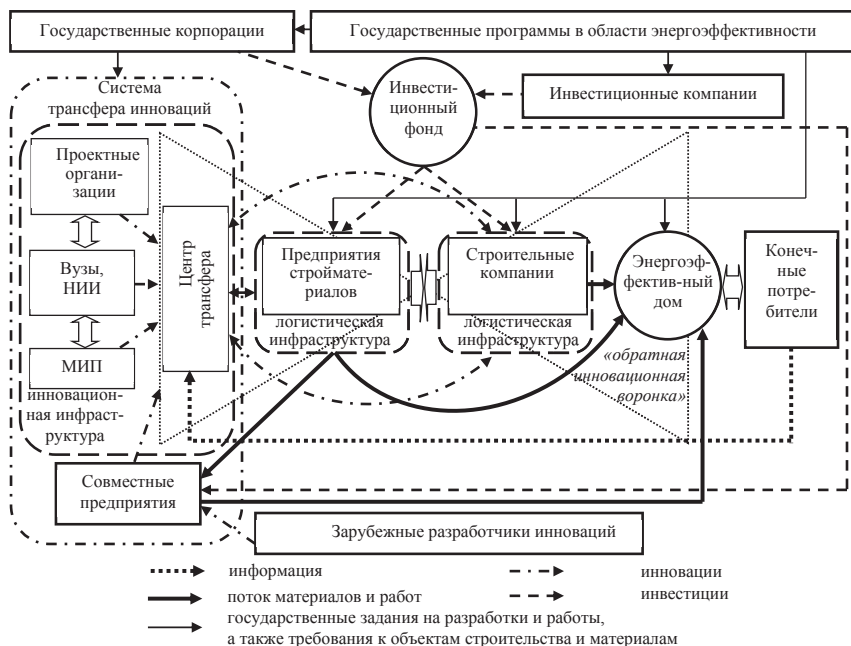 Государственные корпорации
Государственные программы в области энергоэффективности
Система
трансфера инноваций
Инвести-
ционный
фонд
Инвестиционные компании
Проектные
органи-
зации
Вузы,
НИИ
МИП
инновацион-
ная инфраст-
руктура
Центр
трансфера
Предприятия
строймате-
риалов
логистическая
инфраструктура
Строительные
компании
логистическая
инфраструктура
Энергоэф-
фектив-ный
дом
Конеч-
ные
потре-
бители
«обратная
инновационная
воронка»
Совместные
предприятия
Зарубежные разработчики инноваций
информация
инновации
поток материалов и работ
инвестиции
государственные задания на разработки и работы,
а также требования к объектам строительства и материалам